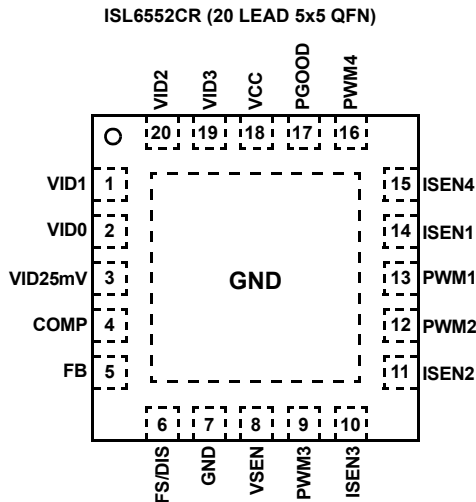 ISL6552CR (20 LEAD 5x5 QFN)
VID2
VID3
VCC
PGOOD
PWM4
20
19
18
17
16
VID1 1
15 ISEN4
VID0 2
14 ISEN1
VID25mV 3
GND
13 PWM1
COMP 4
12 PWM2
FB 5
11 ISEN2
6
7
8
9
10
FS/DIS
GND
VSEN
PWM3
ISEN3